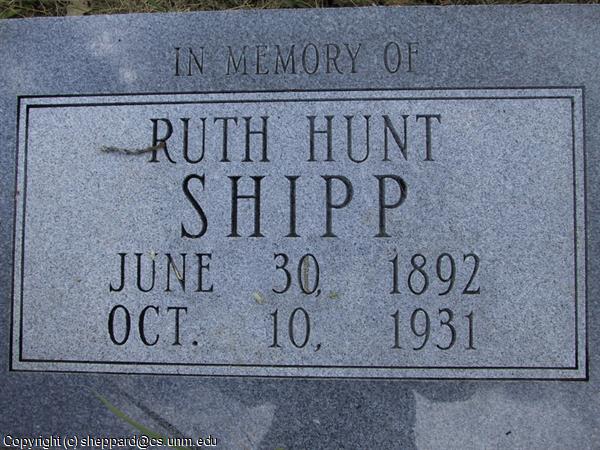 IN MEMORY OF
RUTH HUNT
SHIPP
JUNE 30, 1892
OCT. 10, 1931
Copyright (c) sheppard@cs.unm.edu